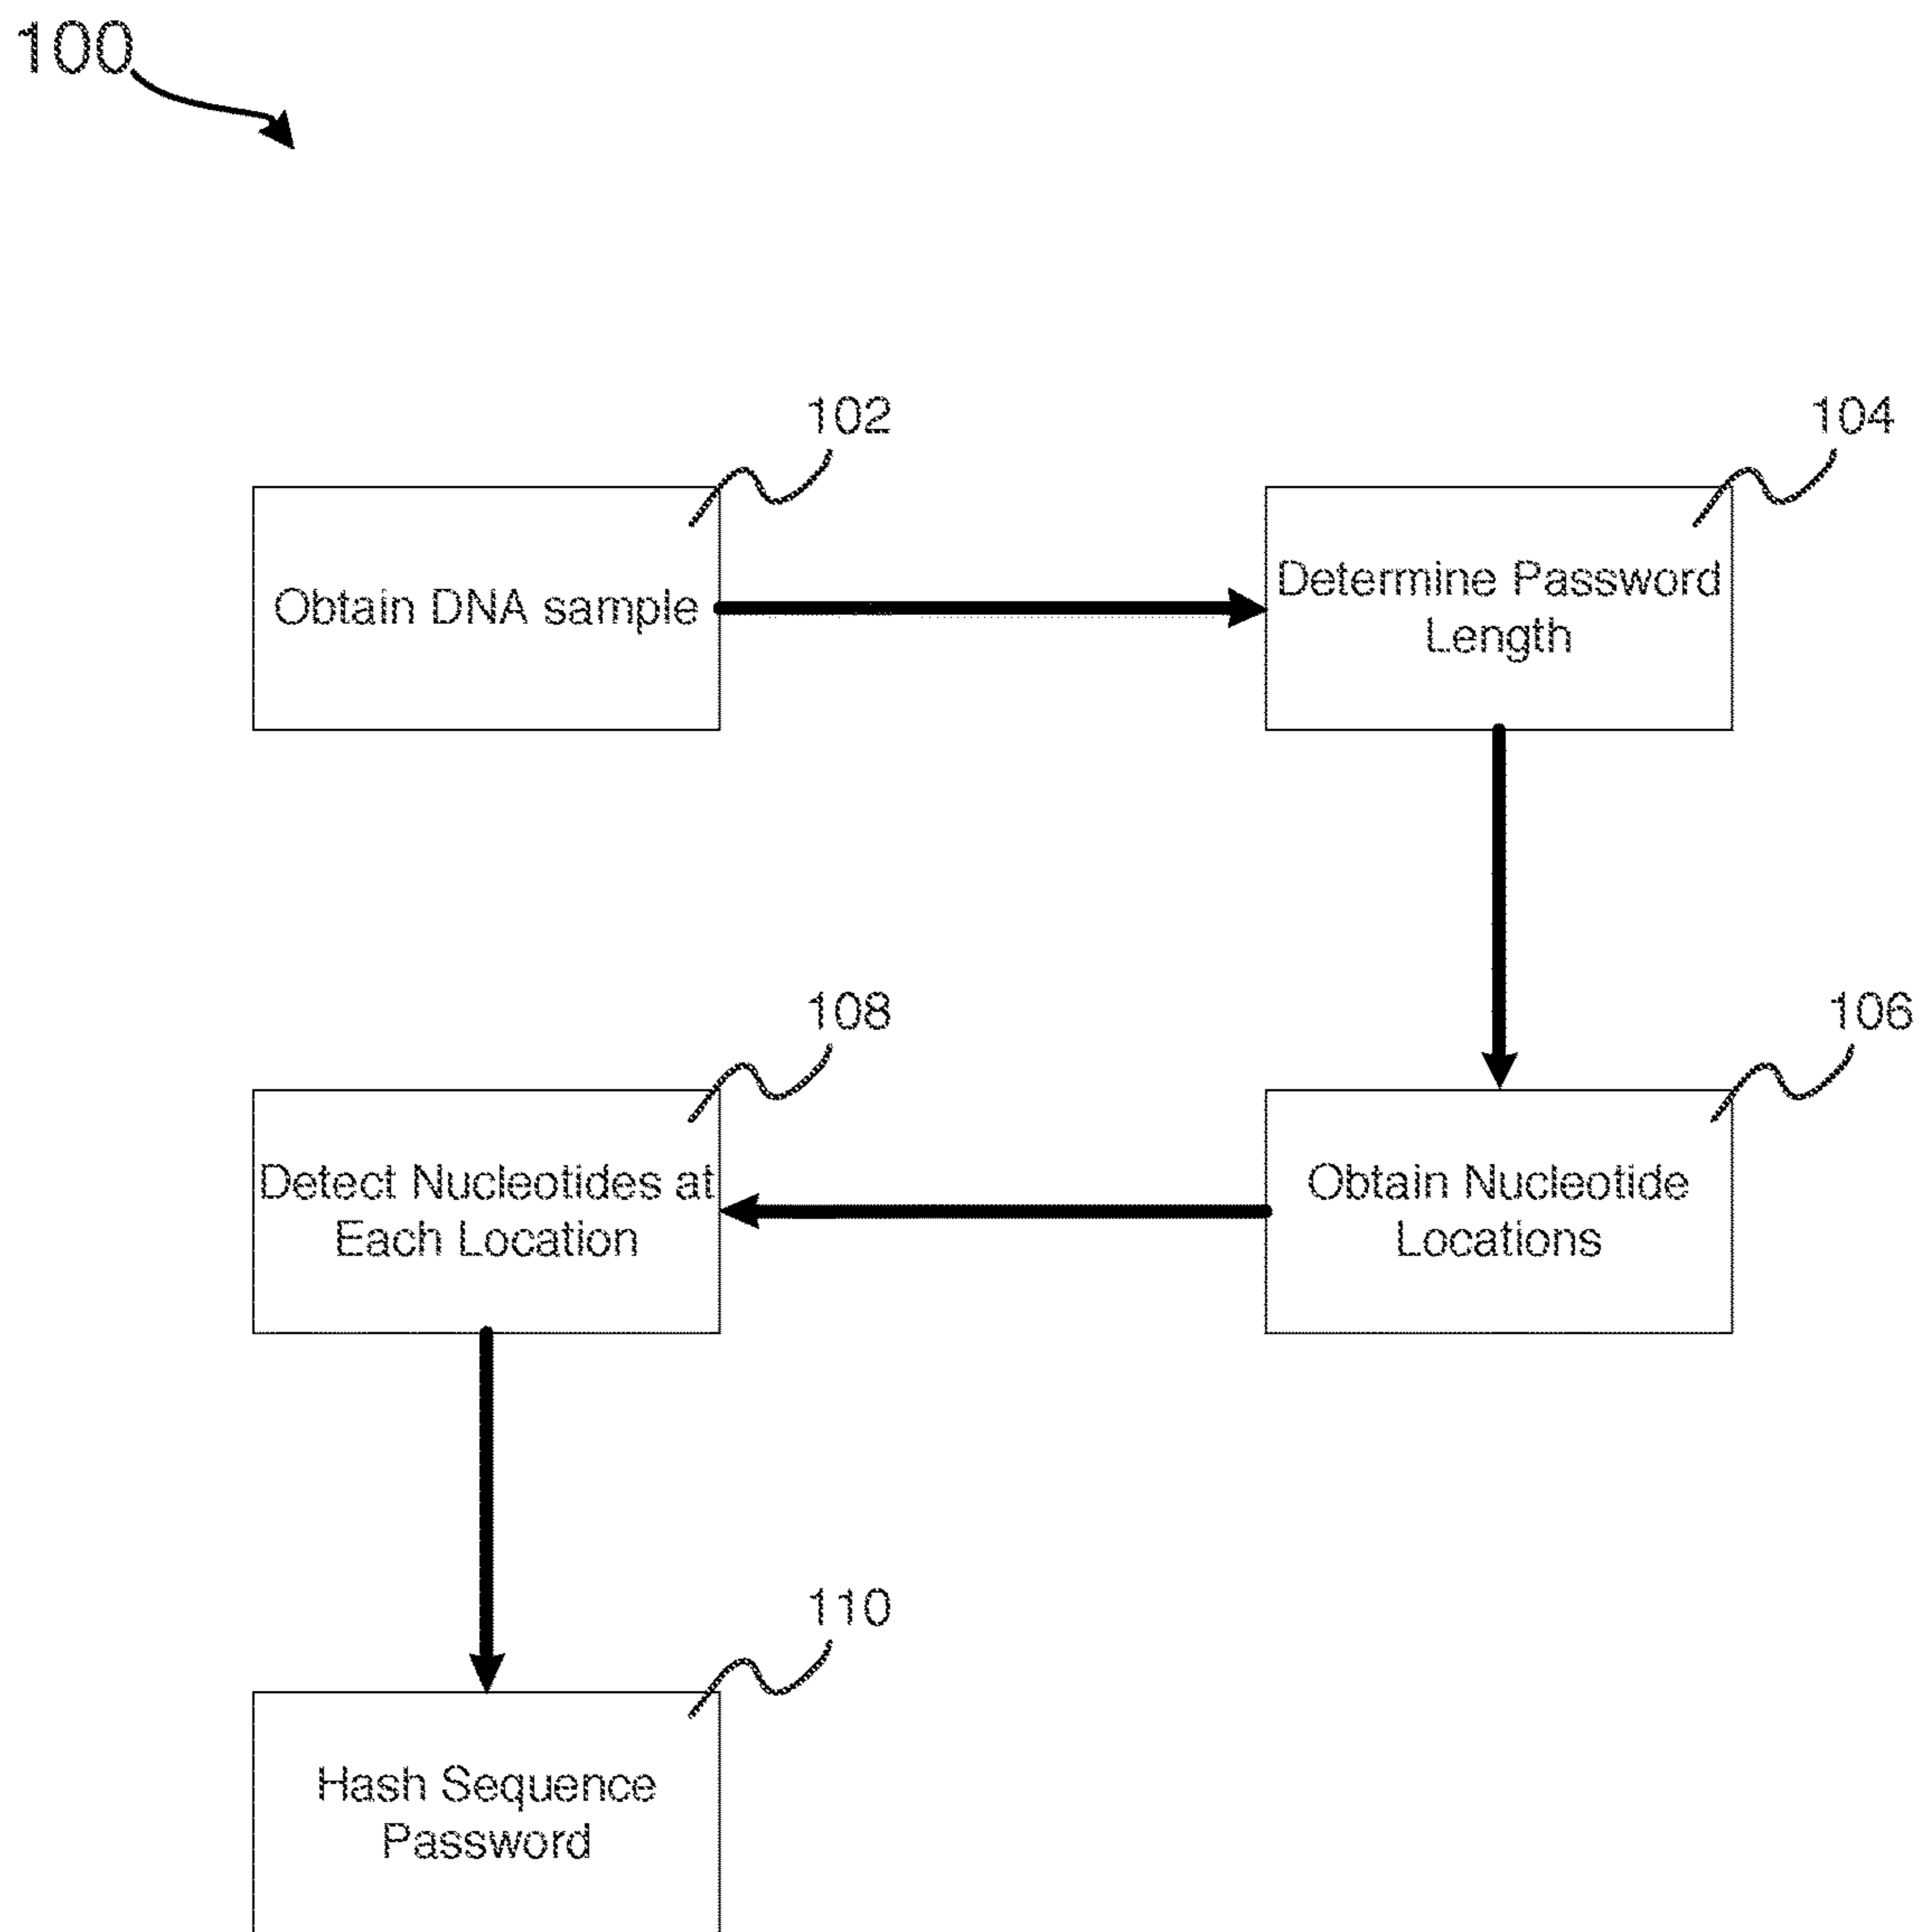 100
102
104
Obtain DNA sample
Determine Password
Length
108
106
Detect Nucleotides at
Each Location
Obtain Nucleotide
Locations
110
Hash Sequence
Password